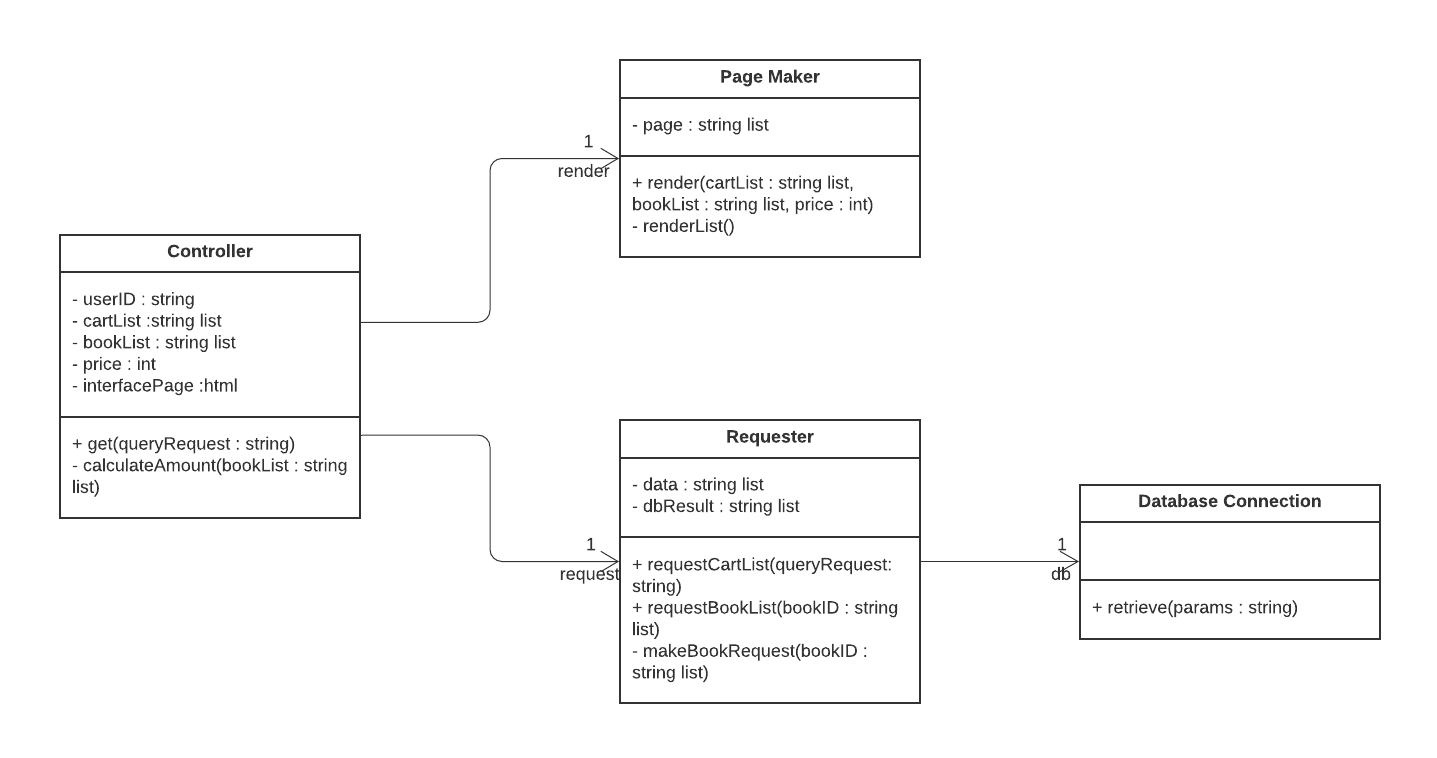 Page Maker
- page : string list
+ render(cartList : string list,
bookList : string list, price : int)
- renderList()
1
render
Controller
- userID : string
- cartList :string list
- bookList : string list
- price : int
- interfacePage :html
+ get(queryRequest : string)
- calculateAmount(bookList : string
list)
1
request
Requester
- data : string list
- dbResult : string list
+ requestCartList(queryRequest:
string)
+ requestBookList(bookID : string
list)
- makeBookRequest(bookID :
string list)
1
db
Database Connection
+ retrieve(params : string)